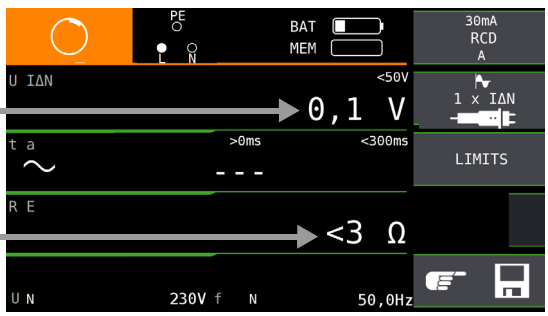 PE
L N
BAT
MEM
30mA
RCD
A
U IΔN
<50V
0,1 V
1 x IΔN
t a
>0ms
<300ms
---
LIMITS
R E
<3 Ω
U N 230V f N 50,0Hz